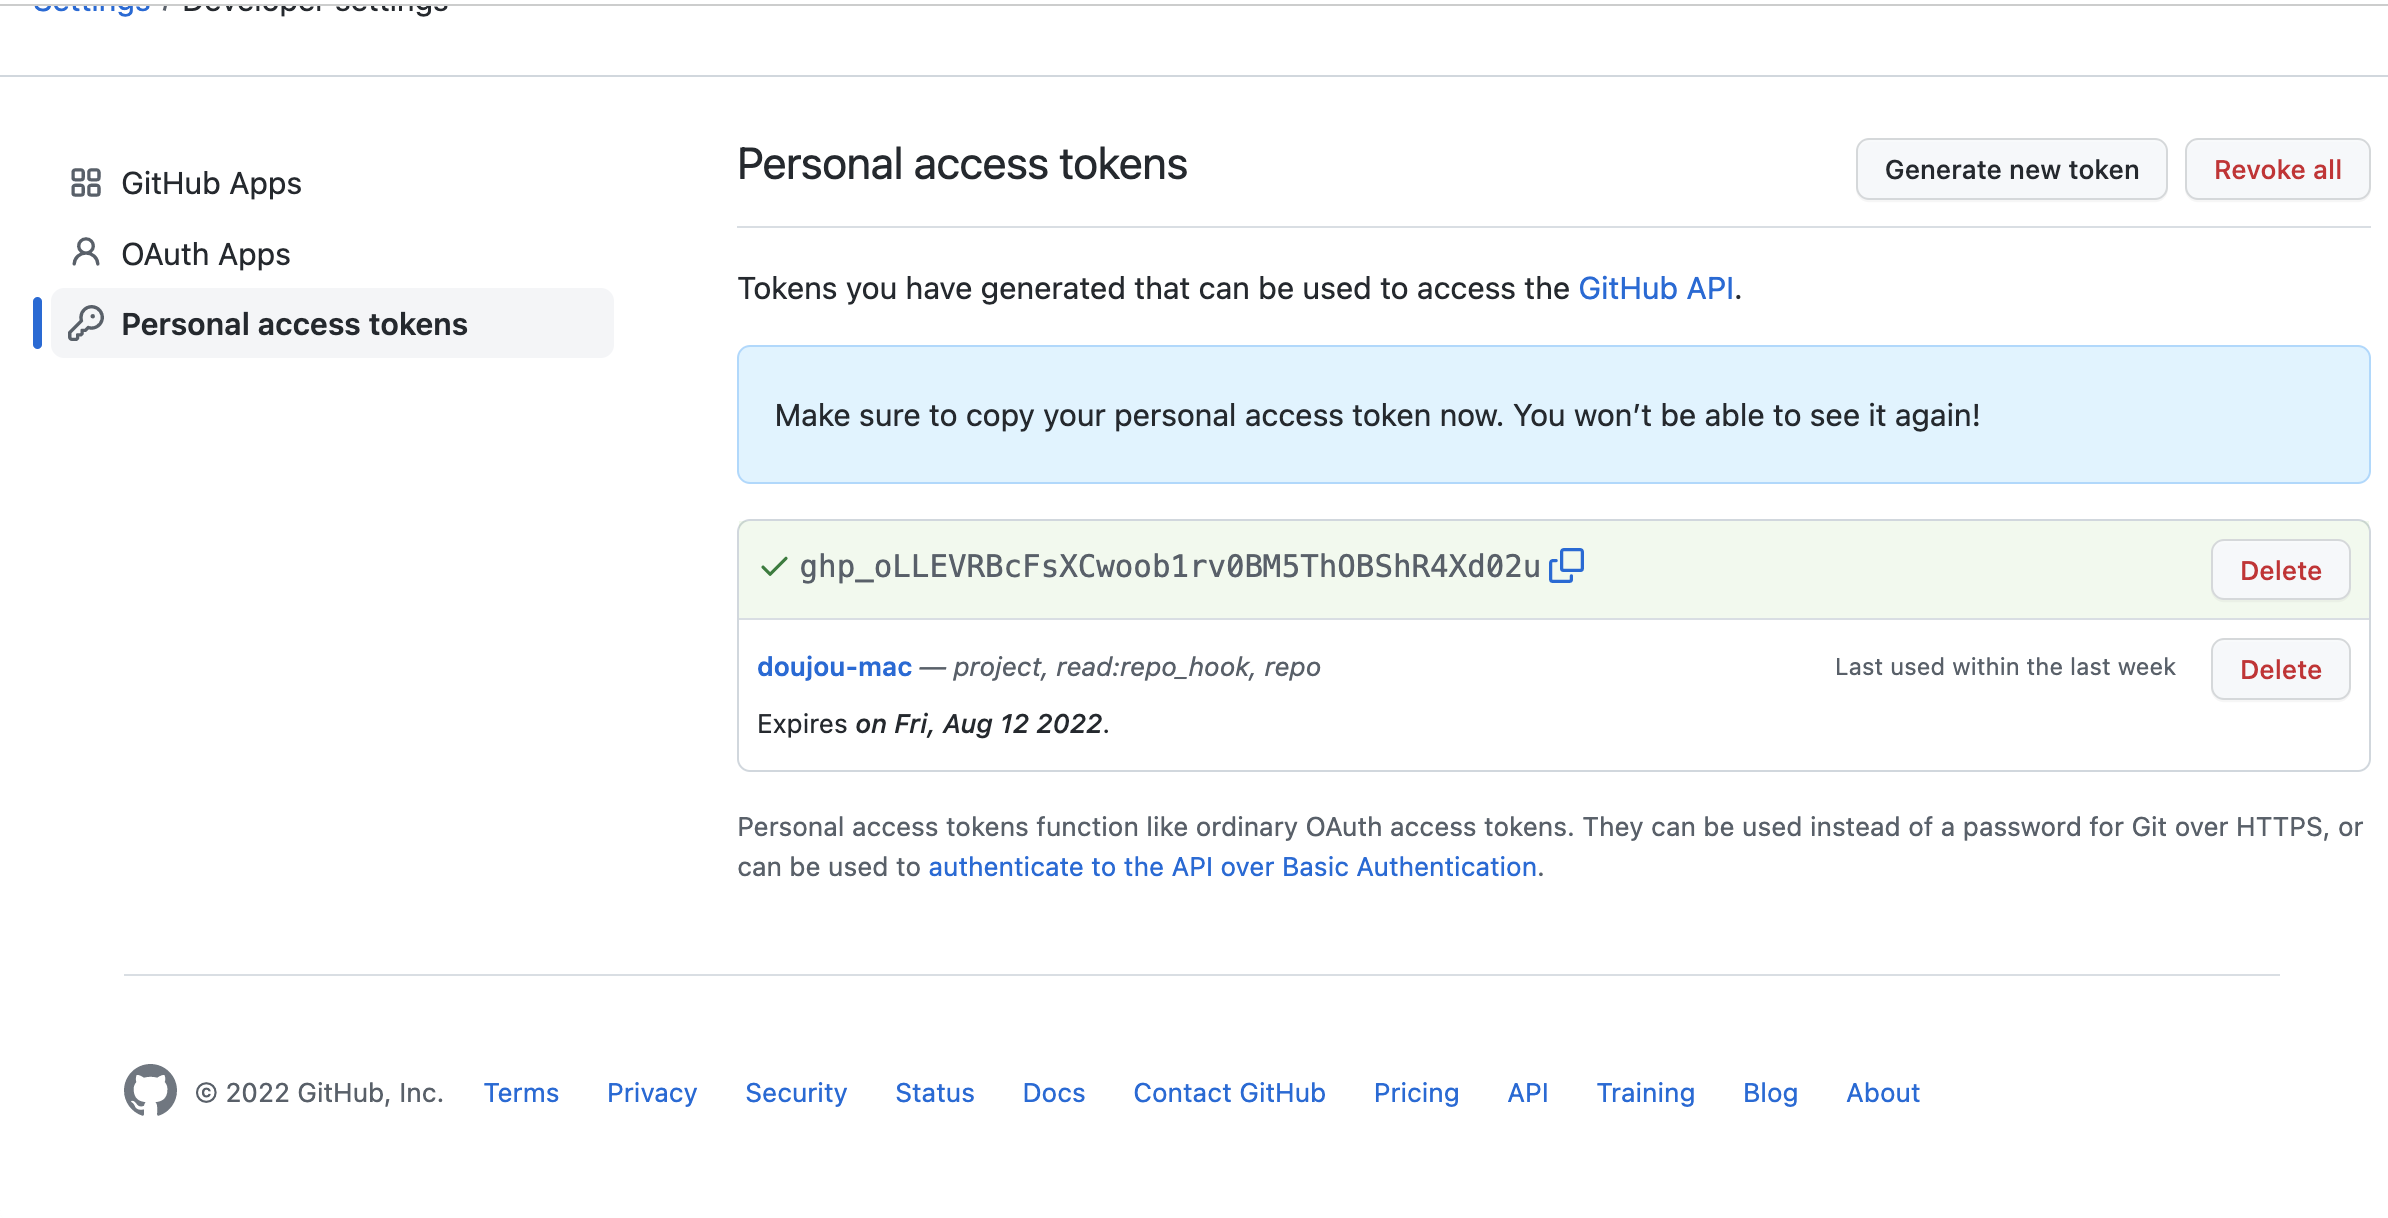 Settings / Developer settings
GitHub Apps
OAuth Apps
Personal access tokens
Personal access tokens
Generate new token
Revoke all
Tokens you have generated that can be used to access the GitHub API.
Make sure to copy your personal access token now. You won’t be able to see it again!
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
Delete
doujou-mac — project, read:repo_hook, repo
Last used within the last week
Delete
Expires on Fri, Aug 12 2022.
Personal access tokens function like ordinary OAuth access tokens. They can be used instead of a password for Git over HTTPS, or
can be used to authenticate to the API over Basic Authentication.
© 2022 GitHub, Inc. Terms Privacy Security Status Docs Contact GitHub Pricing API Training Blog About